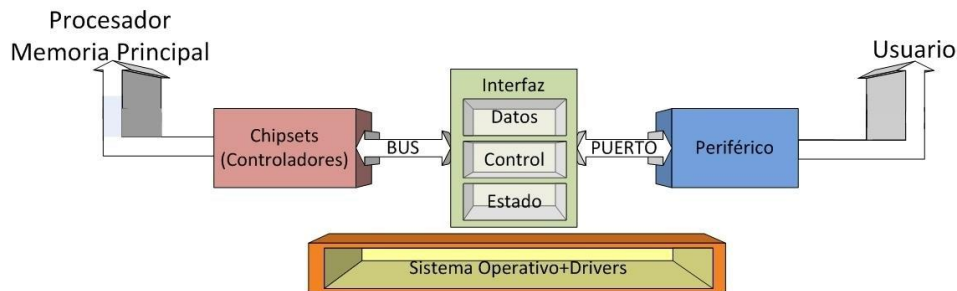 Procesador
Memoria Principal
Usuario
Interfaz
Datos
Chipsets
(Controladores)
BUS
Control
PUERTO
Periférico
Estado
Sistema Operativo+Drivers